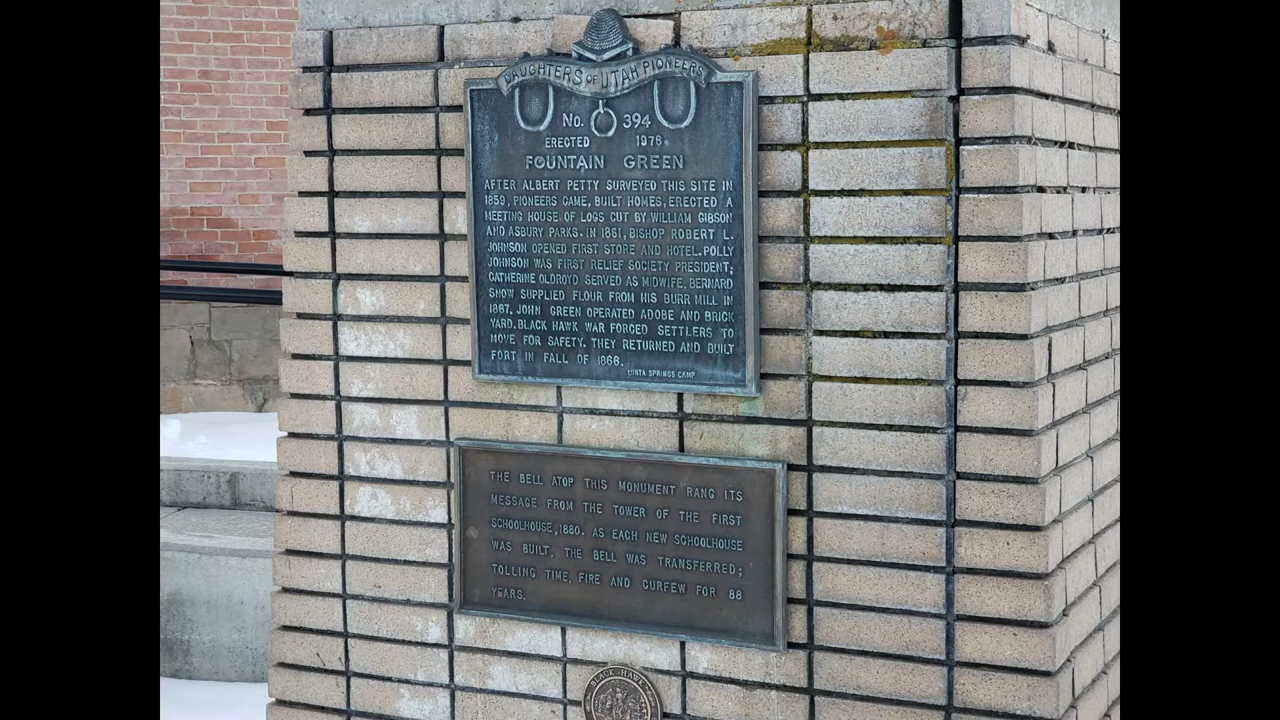 DAUGHTERS OF UTAH PIONEERS
No. 394
ERECTED 1976
FOUNTAIN GREEN
AFTER ALBERT PETTY SURVEYED THIS SITE IN
1859, PIONEERS CAME, BUILT HOMES, ERECTED A
MEETING HOUSE OF LOGS CUT BY WILLIAM GIBSON
AND ASBURY PARKS. IN 1861, BISHOP ROBERT L.
JOHNSON OPENED FIRST STORE AND HOTEL. POLLY
JOHNSON WAS FIRST RELIEF SOCIETY PRESIDENT;
CATHERINE OLDROYD SERVED AS MIDWIFE, BERNARD
SNOW SUPPLIED FLOUR FROM HIS BURR MILL IN
1867. JOHN GREEN OPERATED ADOBE AND BRICK
YARD. BLACK HAWK WAR FORCED SETTLERS TO
MOVE FOR SAFETY. THEY RETURNED AND BUILT
FORT IN FALL OF 1866.
UINTA SPRINGS CAMP
THE BELL ATOP THIS MONUMENT RANG ITS
MESSAGE FROM THE TOWER OF THE FIRST
SCHOOLHOUSE, 1880. AS EACH NEW SCHOOLHOUSE
WAS BUILT, THE BELL WAS TRANSFERRED;
TOLLING TIME, FIRE AND CURFEW FOR 88
YEARS.
BLACK HAWK